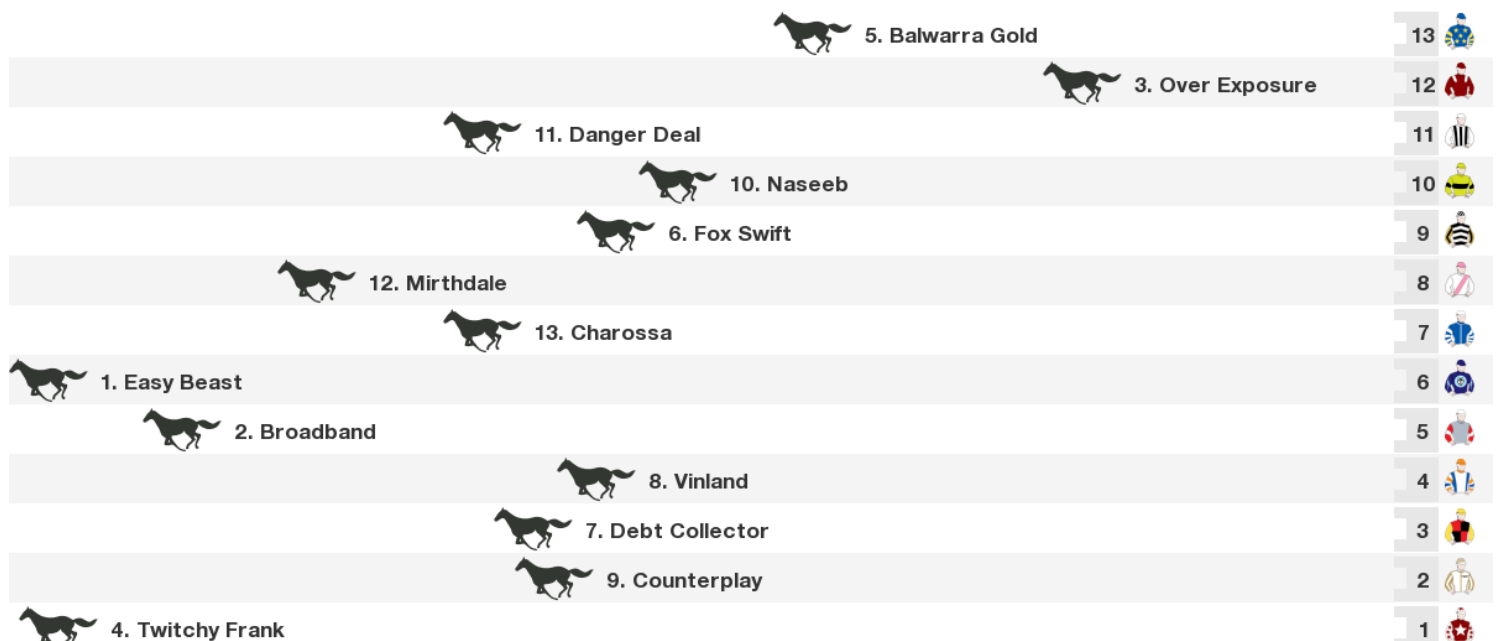 5. Balwarra Gold 13
3. Over Exposure 12
11. Danger Deal 11
10. Naseeb 10
6. Fox Swift 9
12. Mirthdale 8
13. Charossa 7
1. Easy Beast 6
2. Broadband 5
8. Vinland 4
7. Debt Collector 3
9. Counterplay 2
4. Twitchy Frank 1